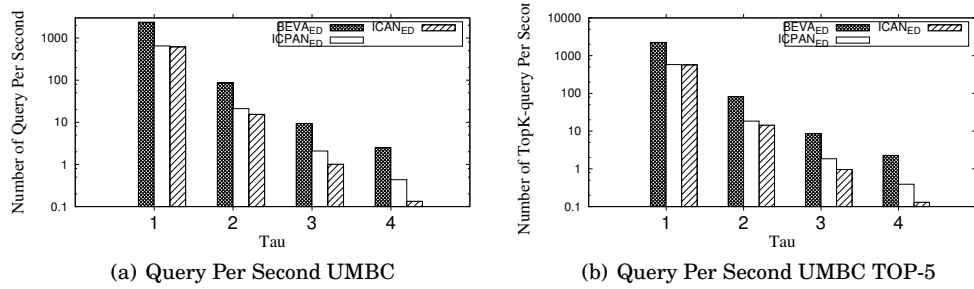 Number of Query Per Second
1000
100
10
1
0.1
BEVA_ED
ICPAN_ED
ICAN_ED
1 2 3 4
Tau
(a) Query Per Second UMBC
Number of TopK-query Per Secon
10000
1000
100
10
1
0.1
BEVA_ED
ICPAN_ED
ICAN_ED
1 2 3 4
Tau
(b) Query Per Second UMBC TOP-5